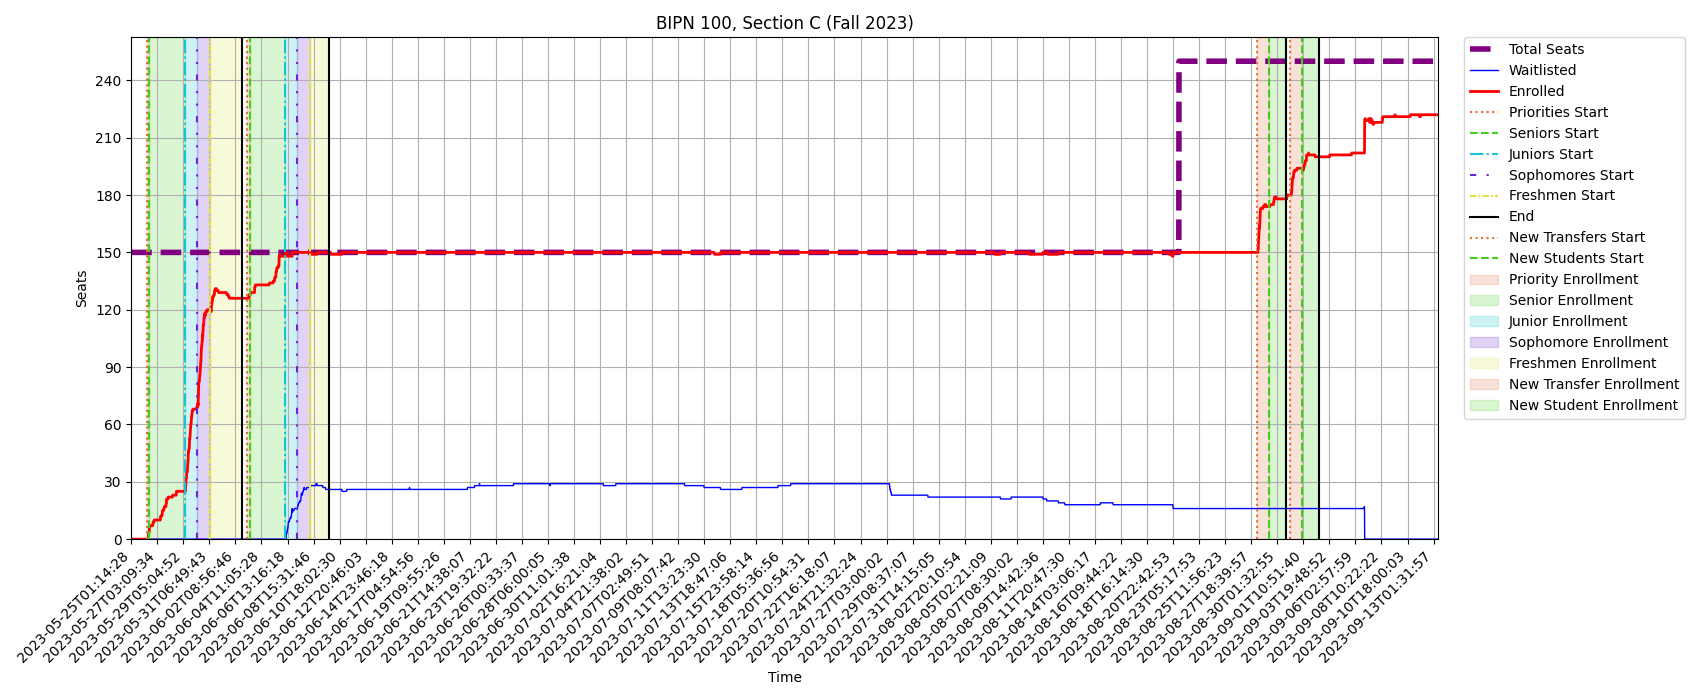 BIPN 100, Section C (Fall 2023)
Seats
240
210
180
150
120
90
60
30
0
2023-05-25T01:14:28
2023-05-27T03:09:34
2023-05-29T05:04:52
2023-05-31T06:49:43
2023-06-02T08:56:46
2023-06-04T11:05:28
2023-06-06T13:16:18
2023-06-08T15:31:46
2023-06-10T18:02:30
2023-06-12T20:46:03
2023-06-14T23:46:18
2023-06-17T04:54:56
2023-06-19T09:55:26
2023-06-21T14:38:07
2023-06-23T19:32:22
2023-06-26T00:33:37
2023-06-28T06:00:05
2023-06-30T11:01:38
2023-07-02T16:21:04
2023-07-04T21:38:02
2023-07-07T02:49:51
2023-07-09T08:07:42
2023-07-11T13:23:30
2023-07-13T18:47:06
2023-07-15T23:58:14
2023-07-18T05:36:56
2023-07-20T10:54:31
2023-07-22T16:18:07
2023-07-24T21:32:24
2023-07-27T03:00:02
2023-07-29T08:37:07
2023-07-31T14:15:05
2023-08-02T20:10:54
2023-08-05T02:21:09
2023-08-07T08:30:02
2023-08-09T14:42:36
2023-08-11T20:47:30
2023-08-14T03:06:17
2023-08-16T09:44:22
2023-08-18T16:14:30
2023-08-20T22:42:53
2023-08-23T05:17:53
2023-08-25T11:56:23
2023-08-27T18:39:57
2023-08-30T01:32:55
2023-09-01T10:51:40
2023-09-03T19:48:52
2023-09-06T02:57:59
2023-09-08T10:22:22
2023-09-10T18:00:03
2023-09-13T01:31:57
Time
Total Seats
Waitlisted
Enrolled
Priorities Start
Seniors Start
Juniors Start
Sophomores Start
Freshmen Start
End
New Transfers Start
New Students Start
Priority Enrollment
Senior Enrollment
Junior Enrollment
Sophomore Enrollment
Freshmen Enrollment
New Transfer Enrollment
New Student Enrollment